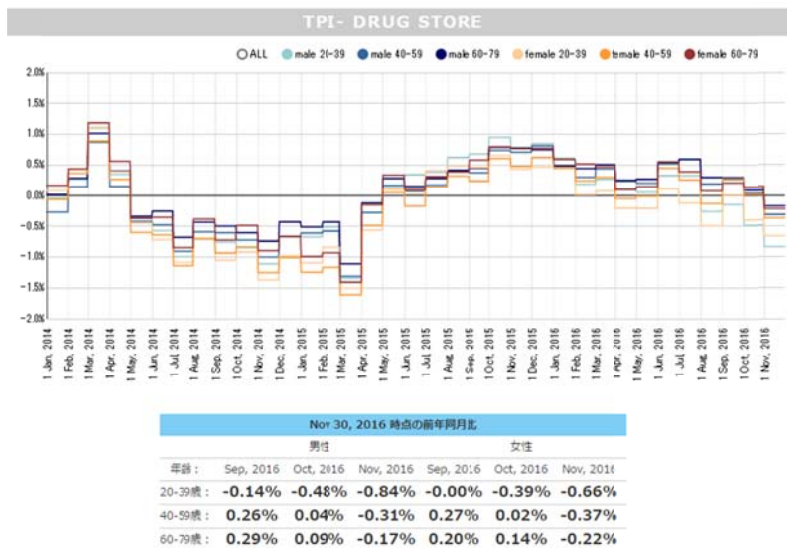 TPI- DRUG STORE
ALL male 20-39 male 40-59 male 60-79 female 20-39 female 40-59 female 60-79
2.0%
1.5%
1.0%
0.5%
0.0%
-0.5%
-1.0%
-1.5%
-2.0%
1 Jan, 2014
1 Feb, 2014
1 Mar, 2014
1 Apr, 2014
1 May, 2014
1 Jun, 2014
1 Jul, 2014
1 Aug, 2014
1 Sep, 2014
1 Oct, 2014
1 Nov, 2014
1 Dec, 2014
1 Jan, 2015
1 Feb, 2015
1 Mar, 2015
1 Apr, 2015
1 May, 2015
1 Jun, 2015
1 Jul, 2015
1 Aug, 2015
1 Sep, 2015
1 Oct, 2015
1 Nov, 2015
1 Dec, 2015
1 Jan, 2016
1 Feb, 2016
1 Mar, 2016
1 Apr, 2016
1 May, 2016
1 Jun, 2016
1 Jul, 2016
1 Aug, 2016
1 Sep, 2016
1 Oct, 2016
1 Nov, 2016
Nov 30, 2016 時点の前年同月比
男性 女性
年齢： Sep, 2016 Oct, 2016 Nov, 2016 Sep, 2016 Oct, 2016 Nov, 2016
20-39歳： -0.14% -0.48% -0.84% -0.00% -0.39% -0.66%
40-59歳： 0.26% 0.04% -0.31% 0.27% 0.02% -0.37%
60-79歳： 0.29% 0.09% -0.17% 0.20% 0.14% -0.22%